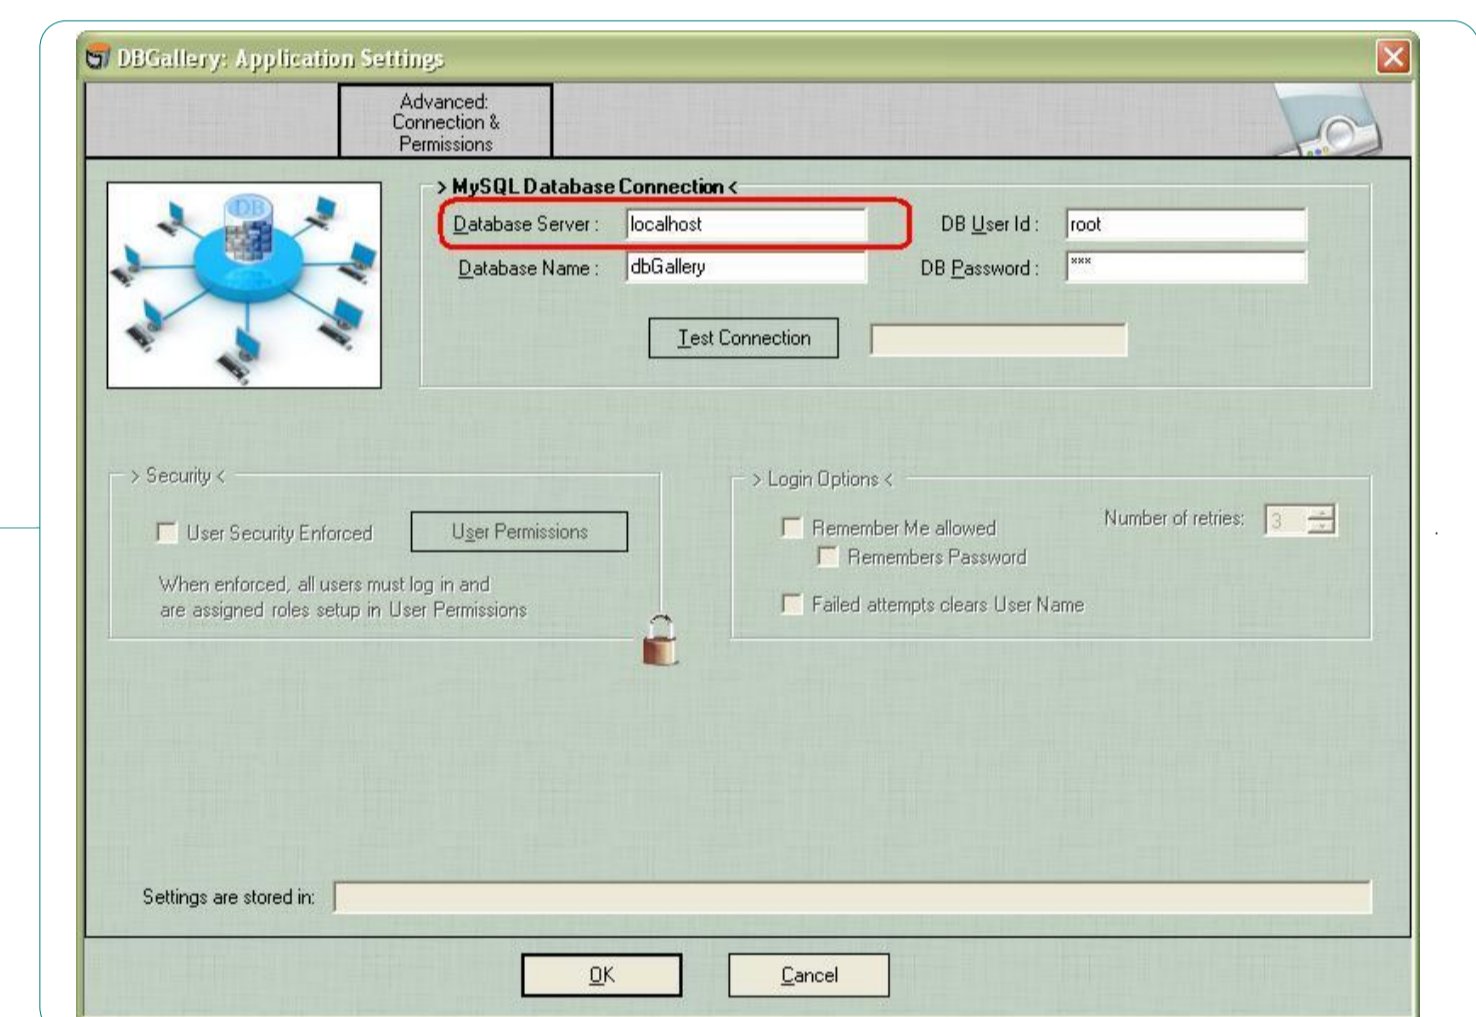 DBGallery: Application Settings
Advanced:
Connection &
Permissions
DB
> MySQL Database Connection <
Database Server : localhost DB User Id : root
Database Name : dbGallery DB Password : ***
Test Connection
> Security <
User Security Enforced User Permissions
When enforced, all users must log in and
are assigned roles setup in User Permissions
> Login Options <
Remember Me allowed Number of retries: 3
Remembers Password
Failed attempts clears User Name
Settings are stored in:
OK Cancel